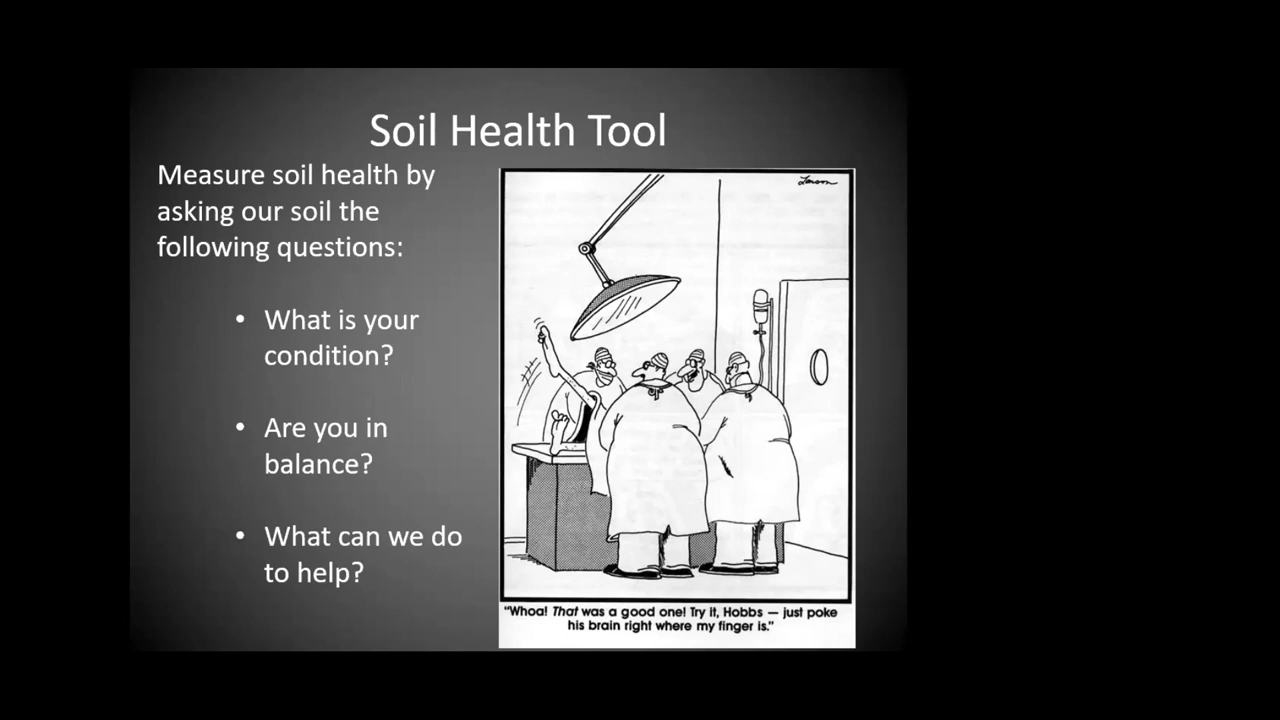 Soil Health Tool
Measure soil health by
asking our soil the
following questions:
• What is your
condition?
• Are you in
balance?
• What can we do
to help?
Larson
"Whoa! That was a good one! Try it, Hobbs — just poke
his brain right where my finger is."